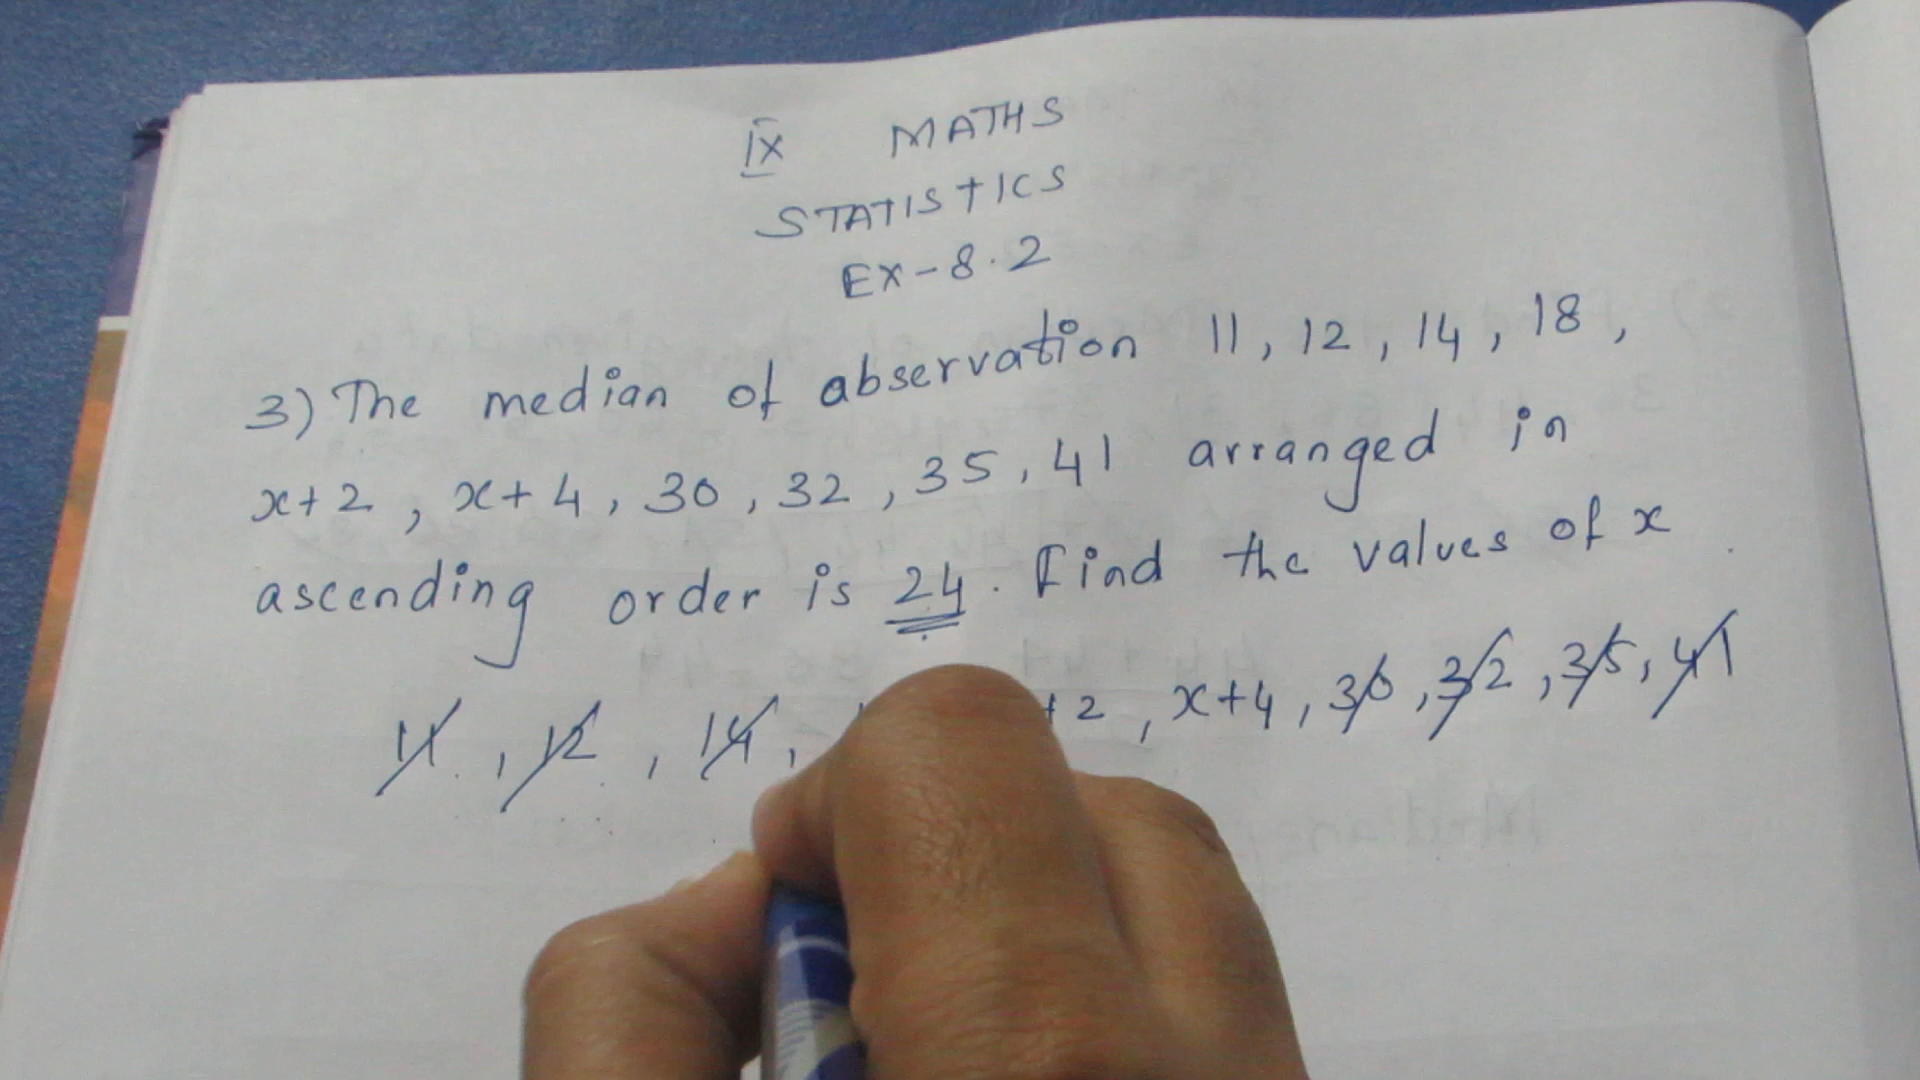 IX MATHS
STATISTICS
EX-8.2
3) The median of observation 11, 12, 14, 18,
x+2, x+4, 30, 32, 35, 41 arranged in
ascending order is 24. Find the values of x
11, 12, 14, +2, x+4, 30, 32, 35, 41